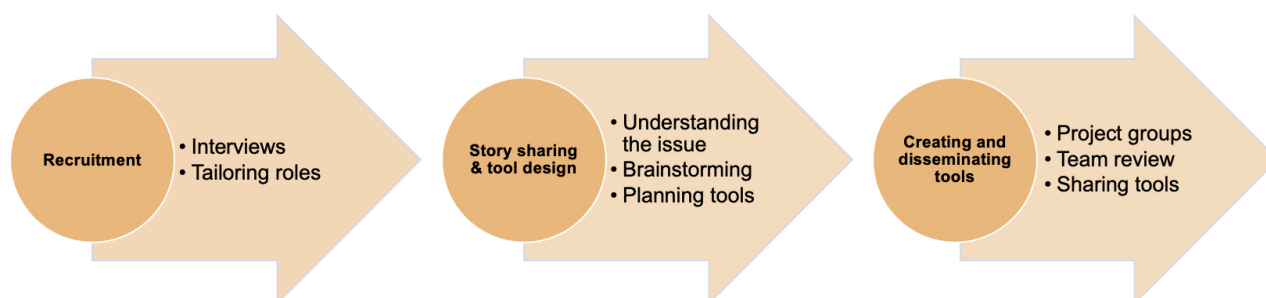 Recruitment
• Interviews
• Tailoring roles
Story sharing
& tool design
• Understanding
the issue
• Brainstorming
• Planning tools
Creating and
disseminating
tools
• Project groups
• Team review
• Sharing tools